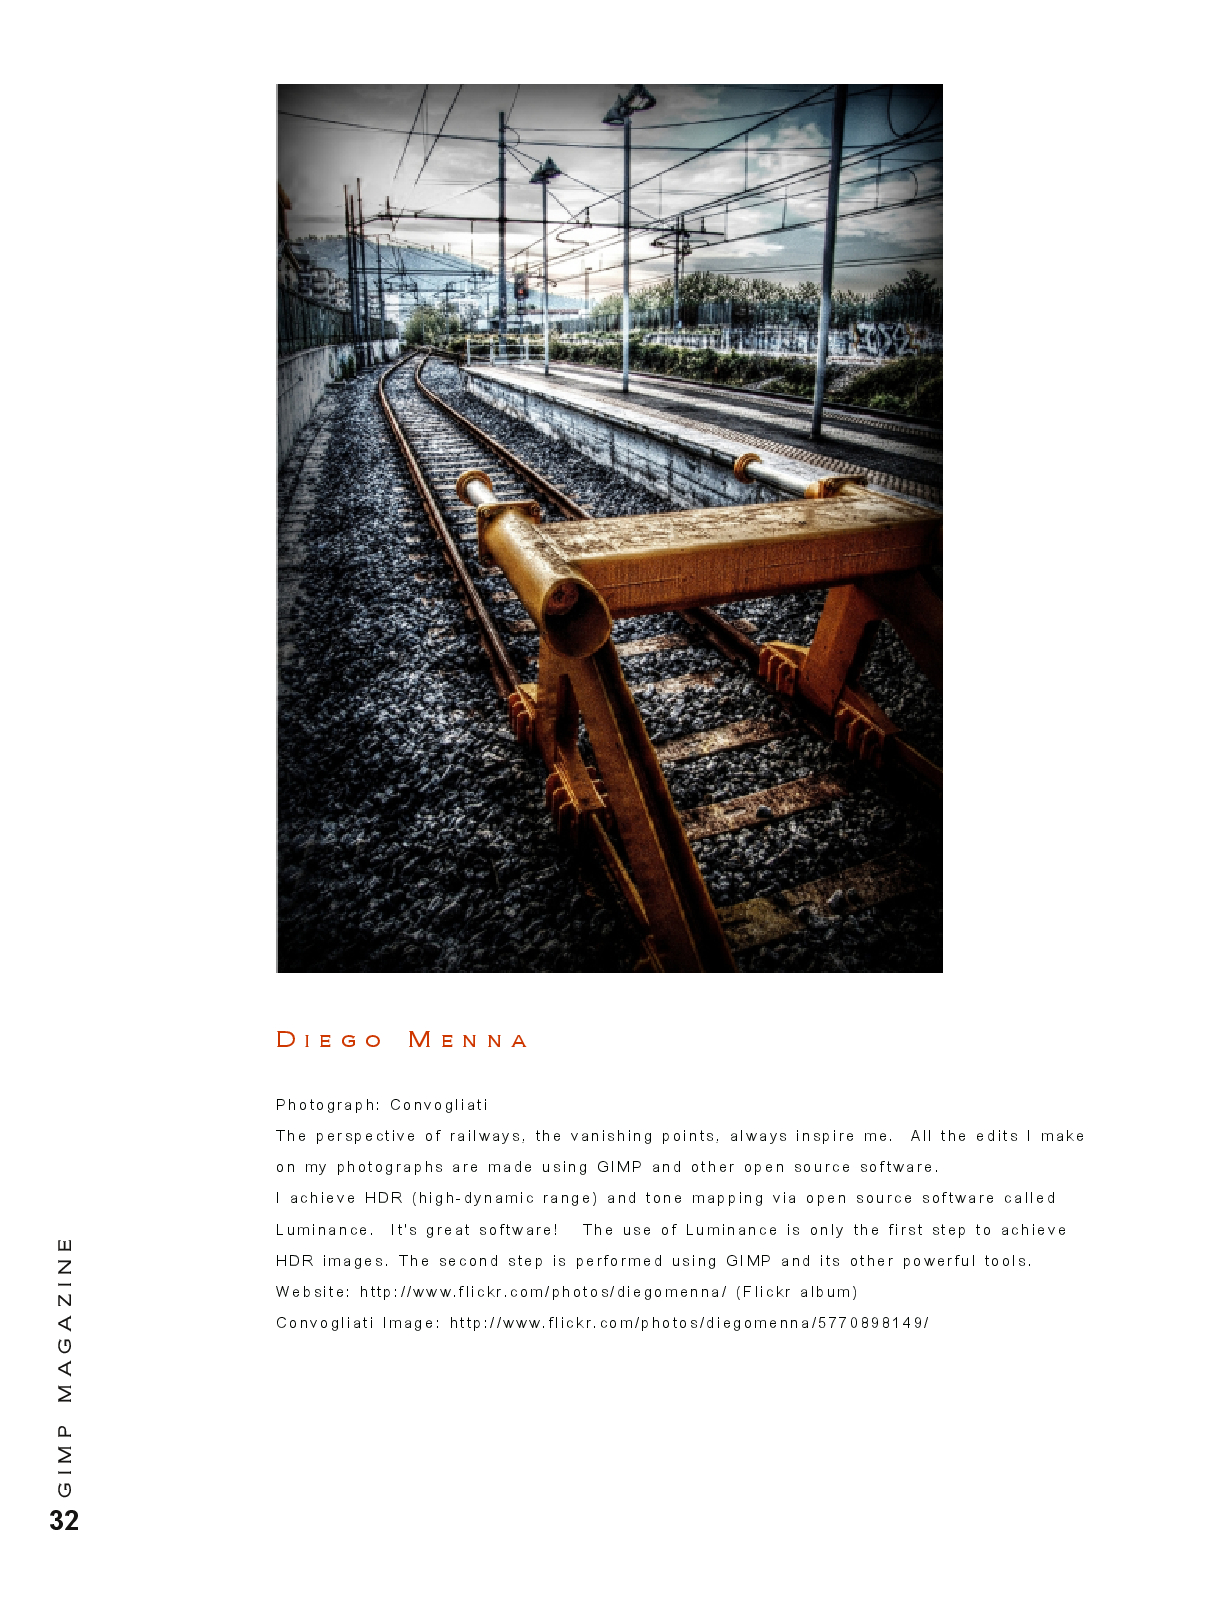 Diego Menna
Photograph: Convogliati
The perspective of railways, the vanishing points, always inspire me.  All the edits I make
on my photographs are made using GIMP and other open source software.
I achieve HDR (high-dynamic range) and tone mapping via open source software called
Luminance.  It's great software!   The use of Luminance is only the first step to achieve
HDR images. The second step is performed using GIMP and its other powerful tools.
Website: http://www.flickr.com/photos/diegomenna/ (Flickr album)
Convogliati Image: http://www.flickr.com/photos/diegomenna/5770898149/
GIMP MAGAZINE
32